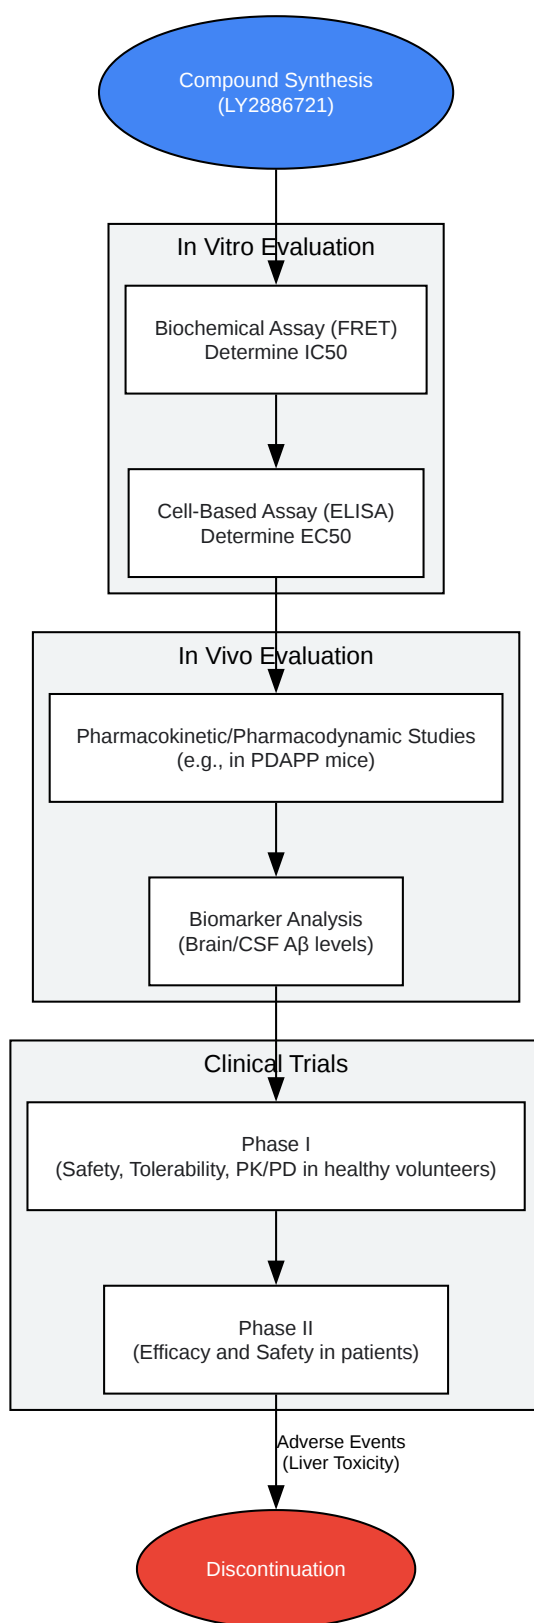 Compound Synthesis
(LY2886721)
In Vitro Evaluation
Biochemical Assay (FRET)
Determine IC50
Cell-Based Assay (ELISA)
Determine EC50
In Vivo Evaluation
Pharmacokinetic/Pharmacodynamic Studies
(e.g., in PDAPP mice)
Biomarker Analysis
(Brain/CSF Aβ levels)
Clinical Trials
Phase I
(Safety, Tolerability, PK/PD in healthy volunteers)
Phase II
(Efficacy and Safety in patients)
Adverse Events
(Liver Toxicity)
Discontinuation